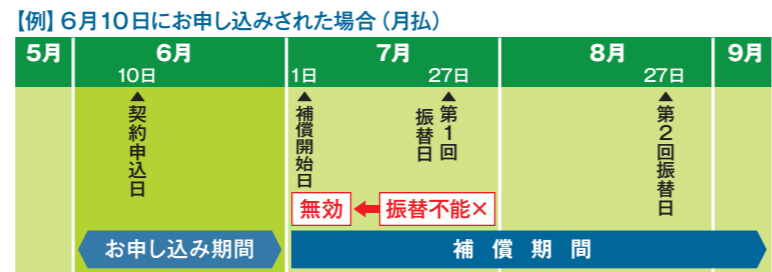 【例】6月10日にお申し込みされた場合（月払）
5月 6月 7月 8月 9月
10日 1日 27日 27日
▲契約申込日
▲補償開始日
▲第1回振替日
▲第2回振替日
無効 振替不能×
お申し込み期間 補償期間